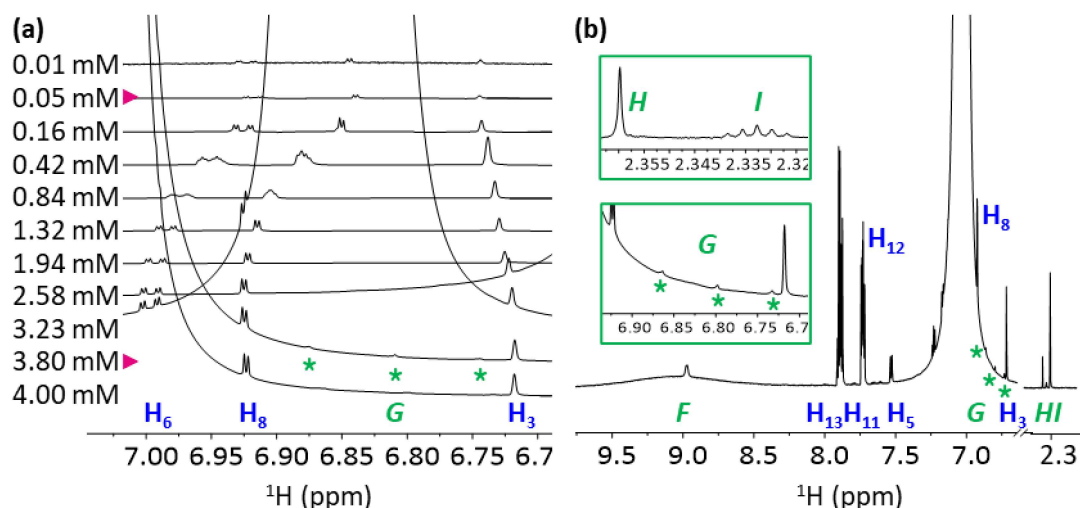 (a)
0.01 mM
0.05 mM
0.16 mM
0.42 mM
0.84 mM
1.32 mM
1.94 mM
2.58 mM
3.23 mM
3.80 mM
4.00 mM
* * *
H₆ H₈ G H₃
7.00 6.95 6.90 6.85 6.80 6.75 6.7
¹H (ppm)
(b)
H I
2.355 2.345 2.335 2.32
G
* * *
6.90 6.85 6.80 6.75 6.7
H₁₂
H₈
* * *
F H₁₃ H₁₁ H₅ G H₃ HI
9.5 9.0 8.5 8.0 7.5 7.0 2.3
¹H (ppm)